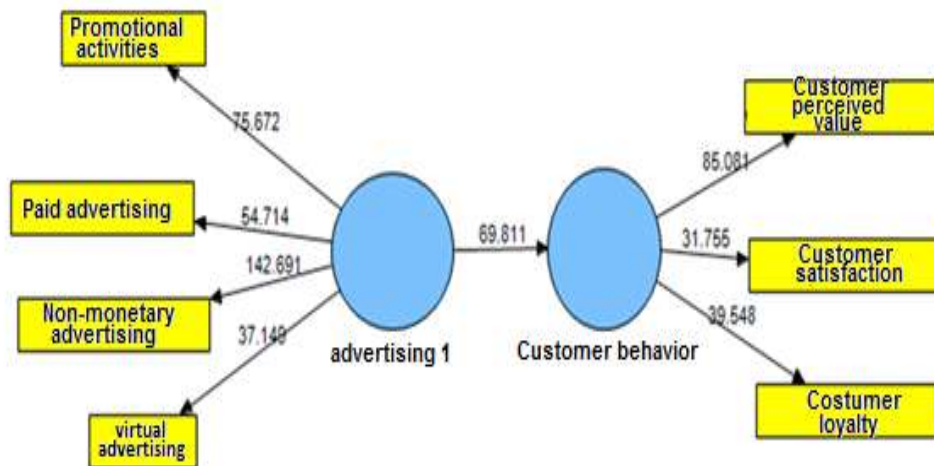 Promotional
activities
75.672
Paid advertising
54.714
142.691
Non-monetary
advertising
37.149
virtual
advertising
advertising 1
69.811
Customer behavior
Customer
perceived
value
85.081
31.755
Customer
satisfaction
39.548
Costumer
loyalty